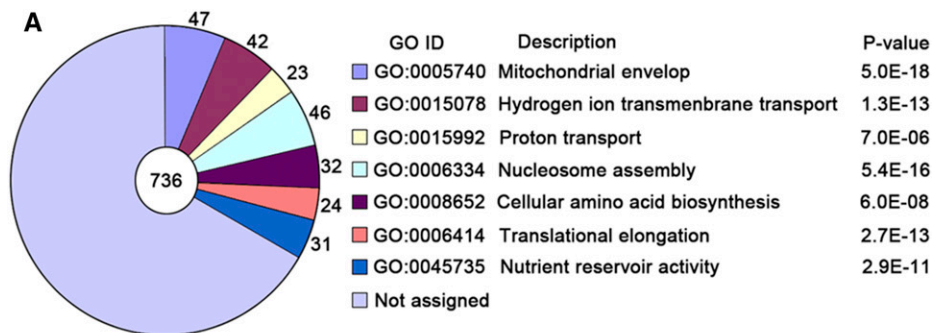 A
47
42
23
46
32
24
31
736
GO ID Description P-value
GO:0005740 Mitochondrial envelop 5.0E-18
GO:0015078 Hydrogen ion transmenbrane transport 1.3E-13
GO:0015992 Proton transport 7.0E-06
GO:0006334 Nucleosome assembly 5.4E-16
GO:0008652 Cellular amino acid biosynthesis 6.0E-08
GO:0006414 Translational elongation 2.7E-13
GO:0045735 Nutrient reservoir activity 2.9E-11
Not assigned